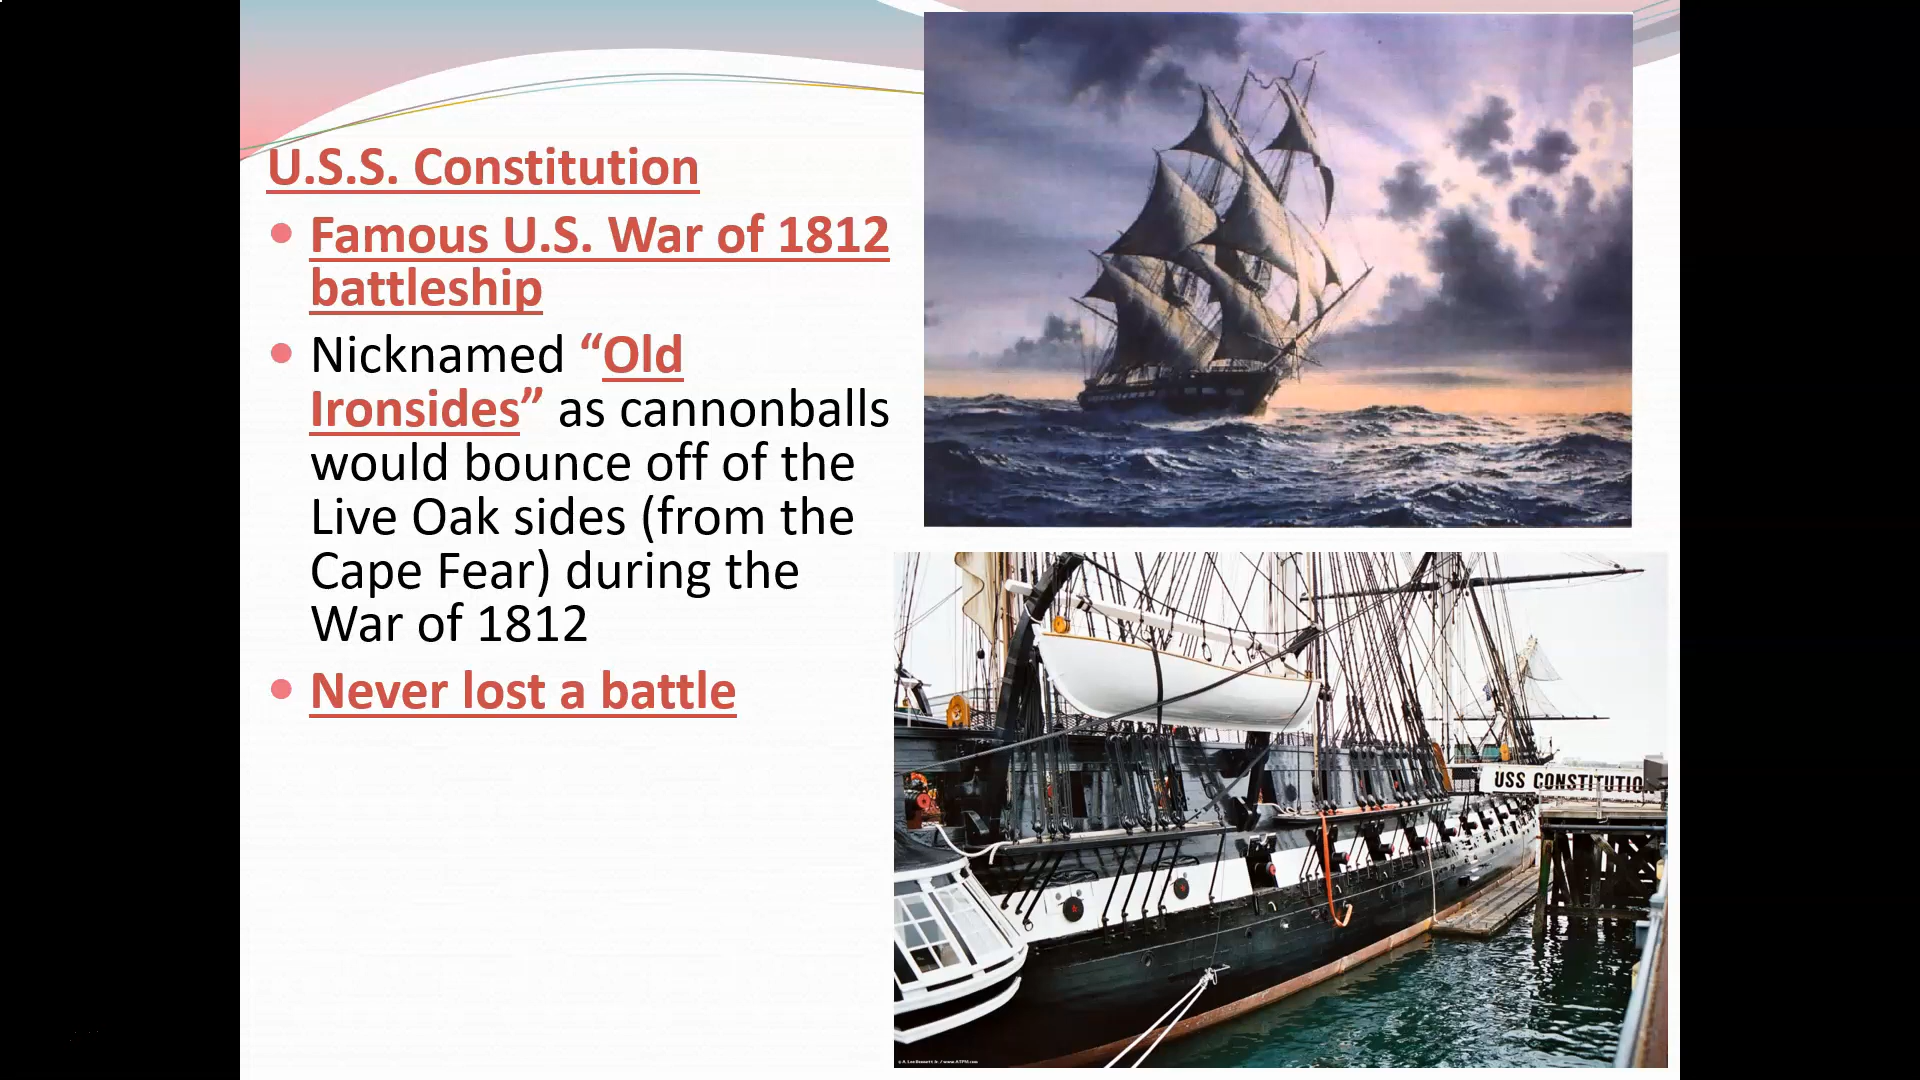 U.S.S. Constitution
• Famous U.S. War of 1812
battleship
• Nicknamed “Old
Ironsides” as cannonballs
would bounce off of the
Live Oak sides (from the
Cape Fear) during the
War of 1812
• Never lost a battle
USS CONSTITUTIO